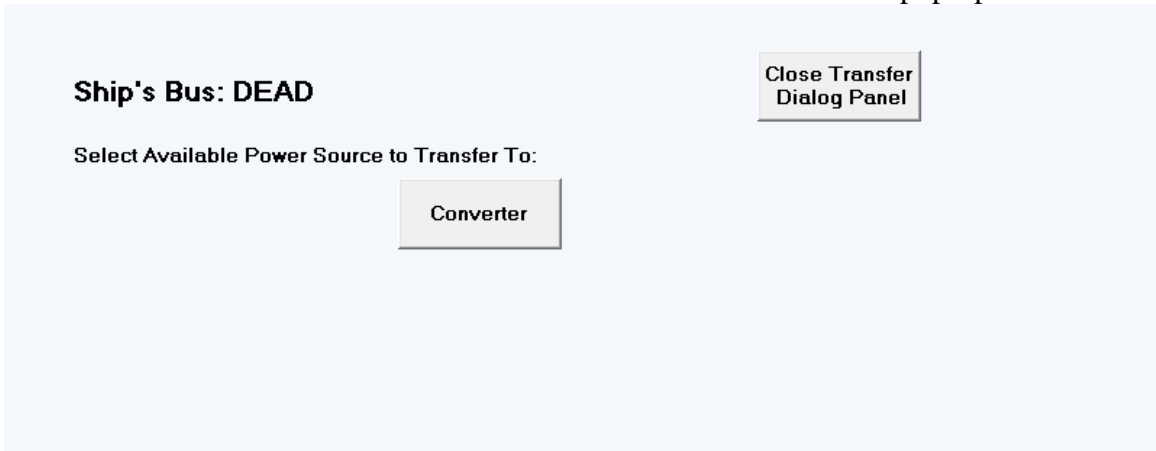 Ship's Bus: DEAD
Close Transfer
Dialog Panel
Select Available Power Source to Transfer To:
Converter